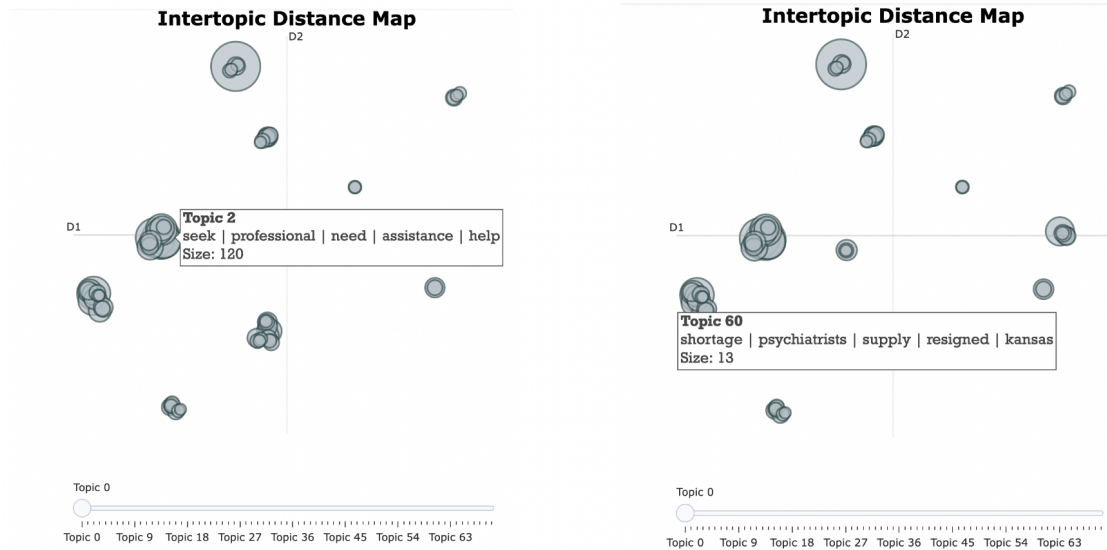 Intertopic Distance Map
D2
D1
Topic 2
seek | professional | need | assistance | help
Size: 120
Topic 0
Topic 0 Topic 9 Topic 18 Topic 27 Topic 36 Topic 45 Topic 54 Topic 63
Intertopic Distance Map
D2
D1
Topic 60
shortage | psychiatrists | supply | resigned | kansas
Size: 13
Topic 0
Topic 0 Topic 9 Topic 18 Topic 27 Topic 36 Topic 45 Topic 54 Topic 63